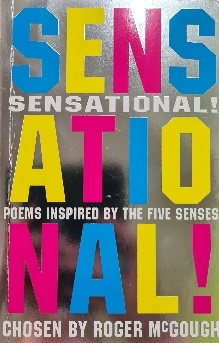 SENS
SENSATIONAL!
ATIO
POEMS INSPIRED BY THE FIVE SENSES
NAL!
CHOSEN BY ROGER McGOUGH